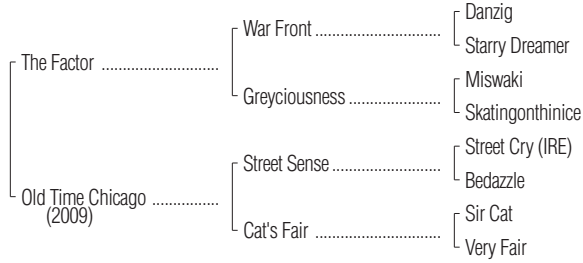 Danzig
War Front ................................
Starry Dreamer
The Factor ..............................
Miswaki
Greyciousness .......................
Skatingonthinice
Street Cry (IRE)
Street Sense ...........................
Bedazzle
Old Time Chicago .................
(2009)
Sir Cat
Cat's Fair ................................
Very Fair